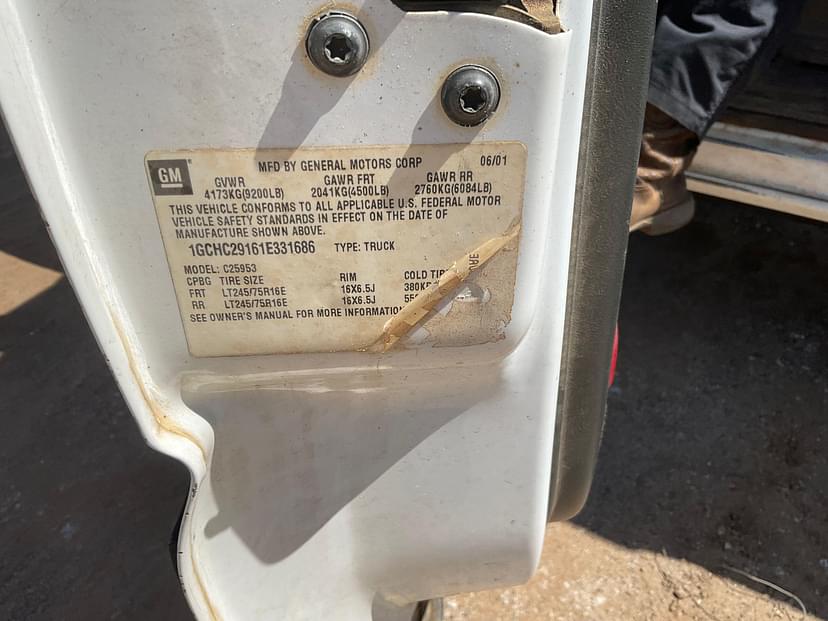 GM
MFD BY GENERAL MOTORS CORP 06/01
GVWR GAWR FRT GAWR RR
4173KG(9200LB) 2041KG(4500LB) 2760KG(6084LB)
THIS VEHICLE CONFORMS TO ALL APPLICABLE U.S. FEDERAL MOTOR
VEHICLE SAFETY STANDARDS IN EFFECT ON THE DATE OF
MANUFACTURE SHOWN ABOVE.
1GCHC29161E331686 TYPE: TRUCK
MODEL: C25953
CPBG TIRE SIZE RIM COLD TIR
FRT LT245/75R16E 16X6.5J 380KP
RR LT245/75R16E 16X6.5J 55
SEE OWNER'S MANUAL FOR MORE INFORMATION